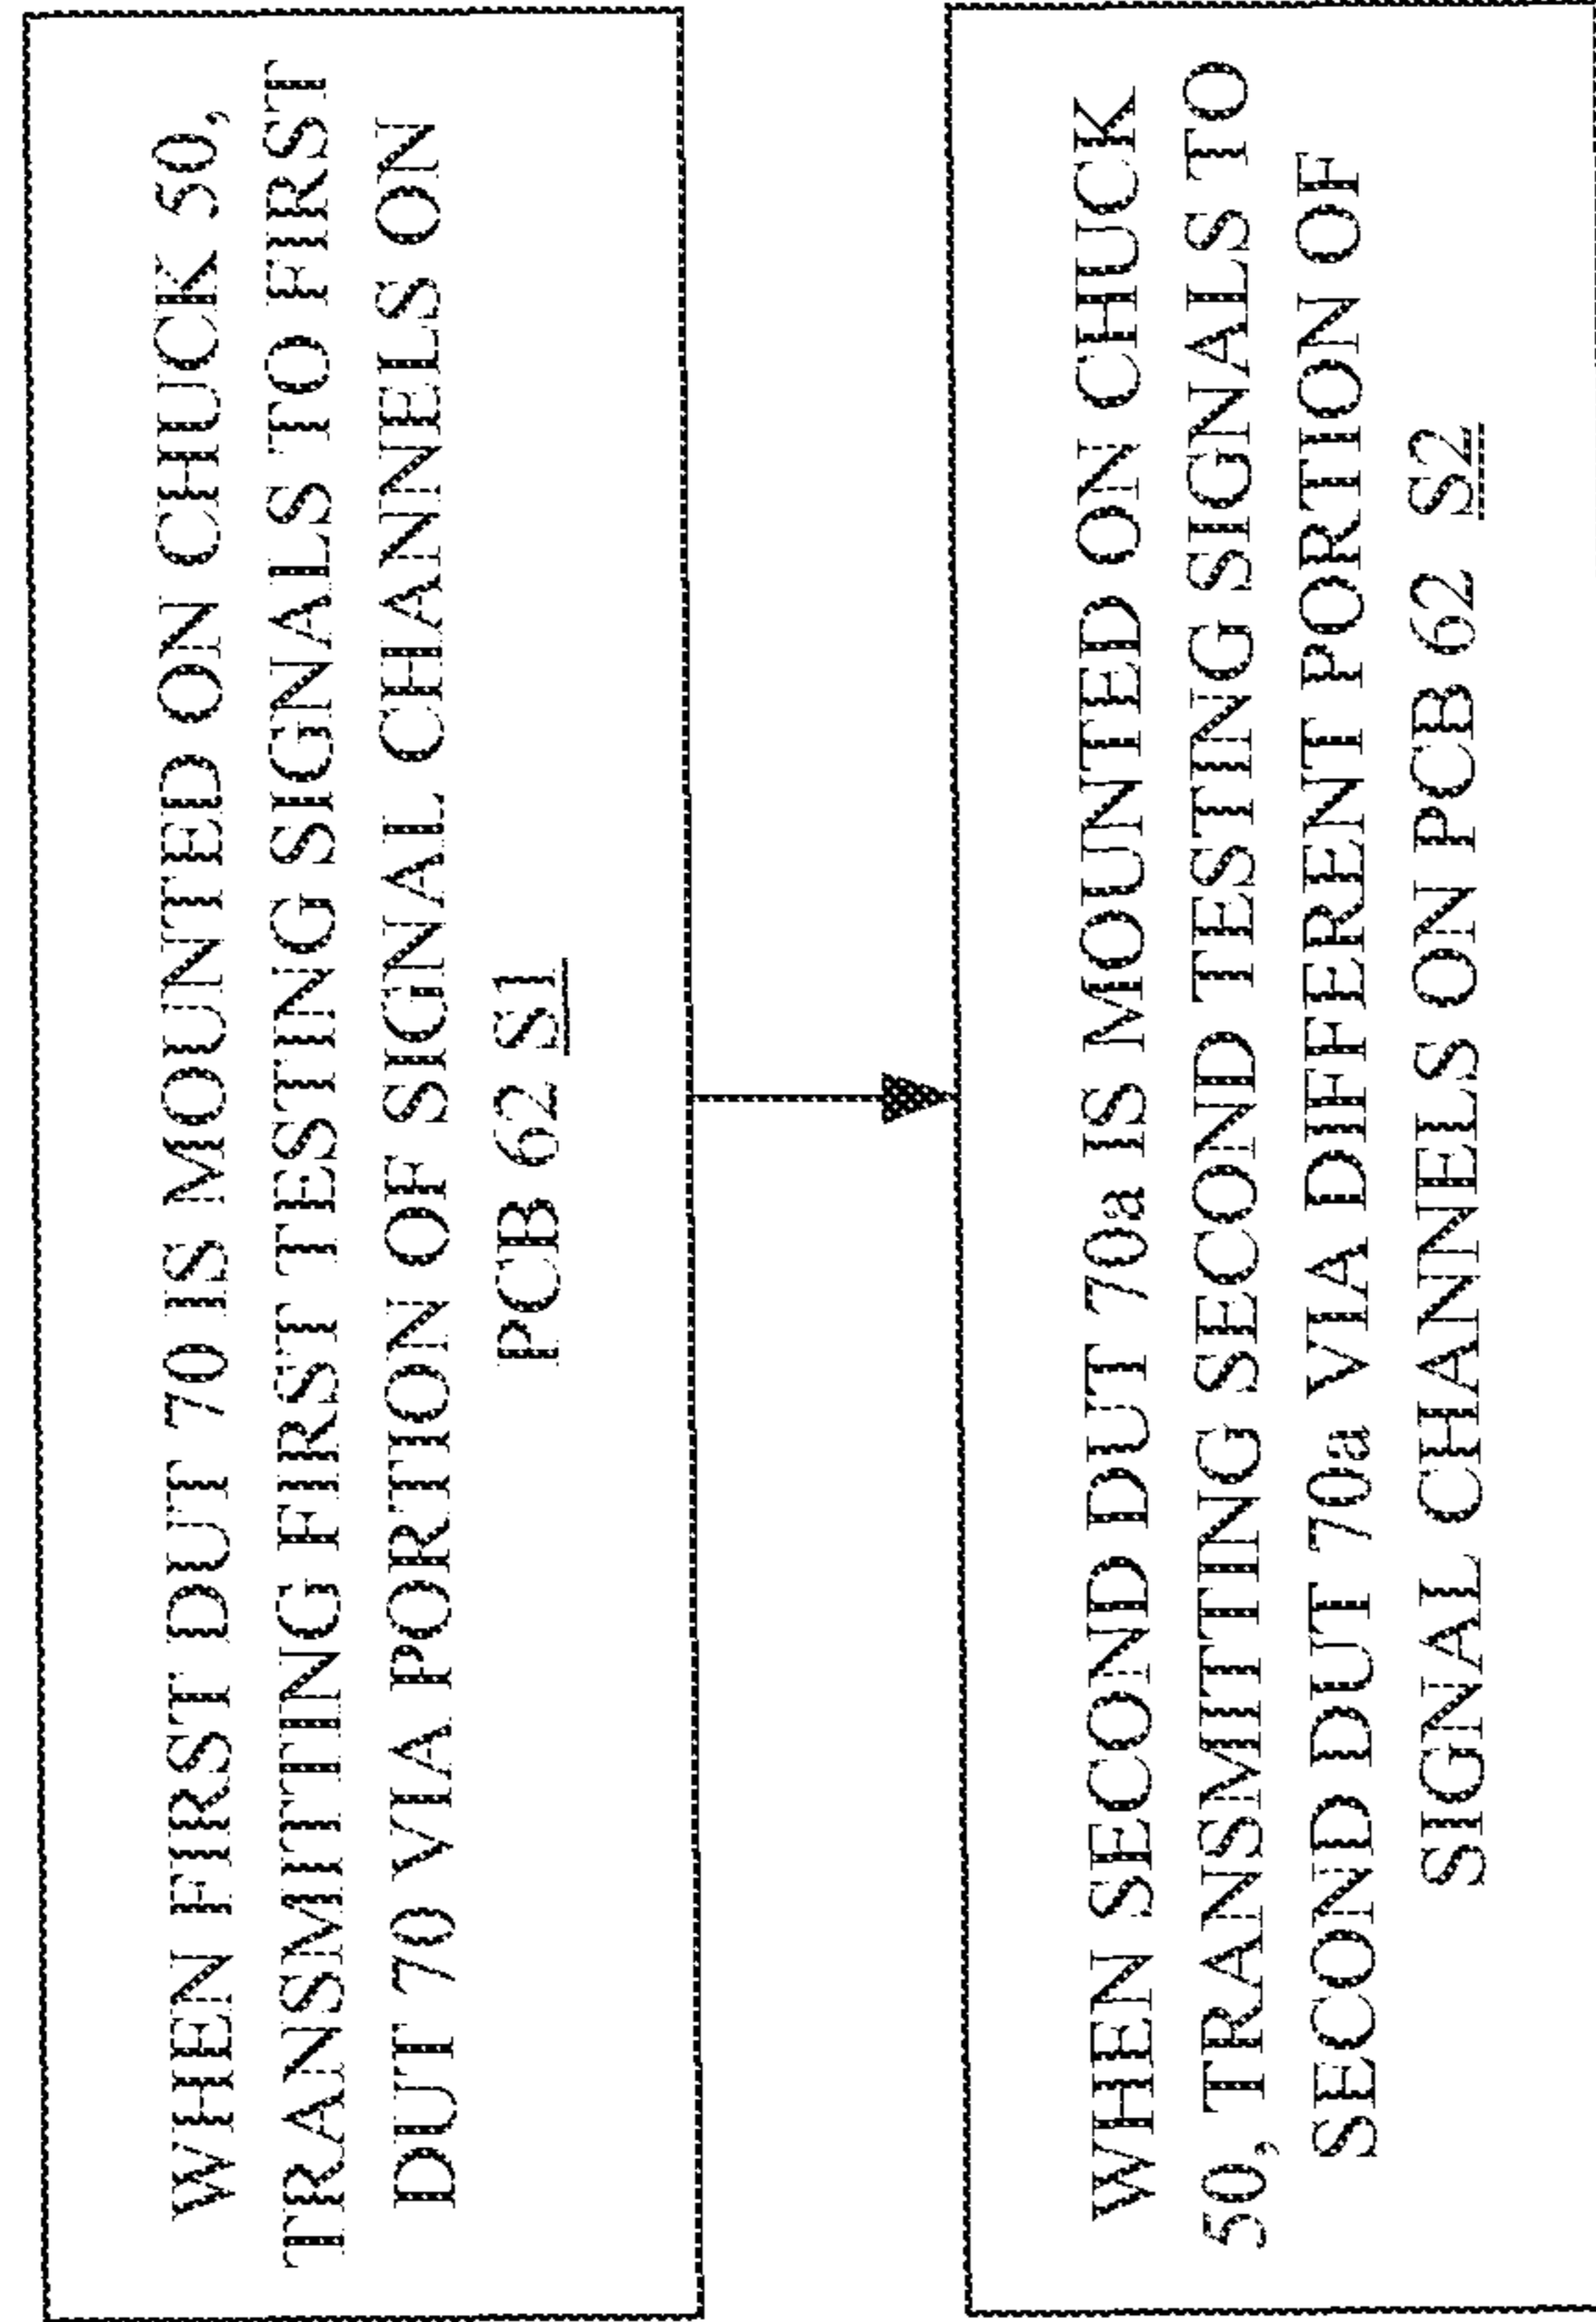 WHEN FIRST DUT 70 IS MOUNTED ON CHUCK 50,
TRANSMITTING FIRST TESTING SIGNALS TO FIRST
DUT 70 VIA PORTION OF SIGNAL CHANNELS ON
PCB 62 S1
WHEN SECOND DUT 70a IS MOUNTED ON CHUCK
50, TRANSMITTING SECOND TESTING SIGNALS TO
SECOND DUT 70a VIA DIFFERENT PORTION OF
SIGNAL CHANNELS ON PCB 62 S2